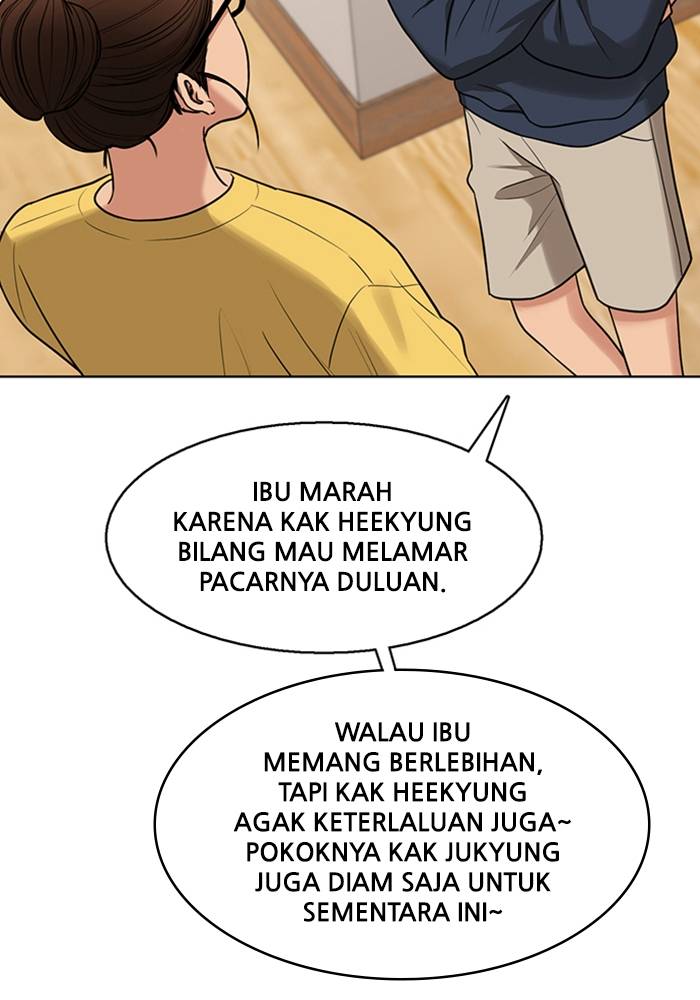 IBU MARAH
KARENA KAK HEEKYUNG
BILANG MAU MELAMAR
PACARNYA DULUAN.
WALAU IBU
MEMANG BERLEBIHAN,
TAPI KAK HEEKYUNG
AGAK KETERLALUAN JUGA~
POKOKNYA KAK JUKYUNG
JUGA DIAM SAJA UNTUK
SEMENTARA INI~